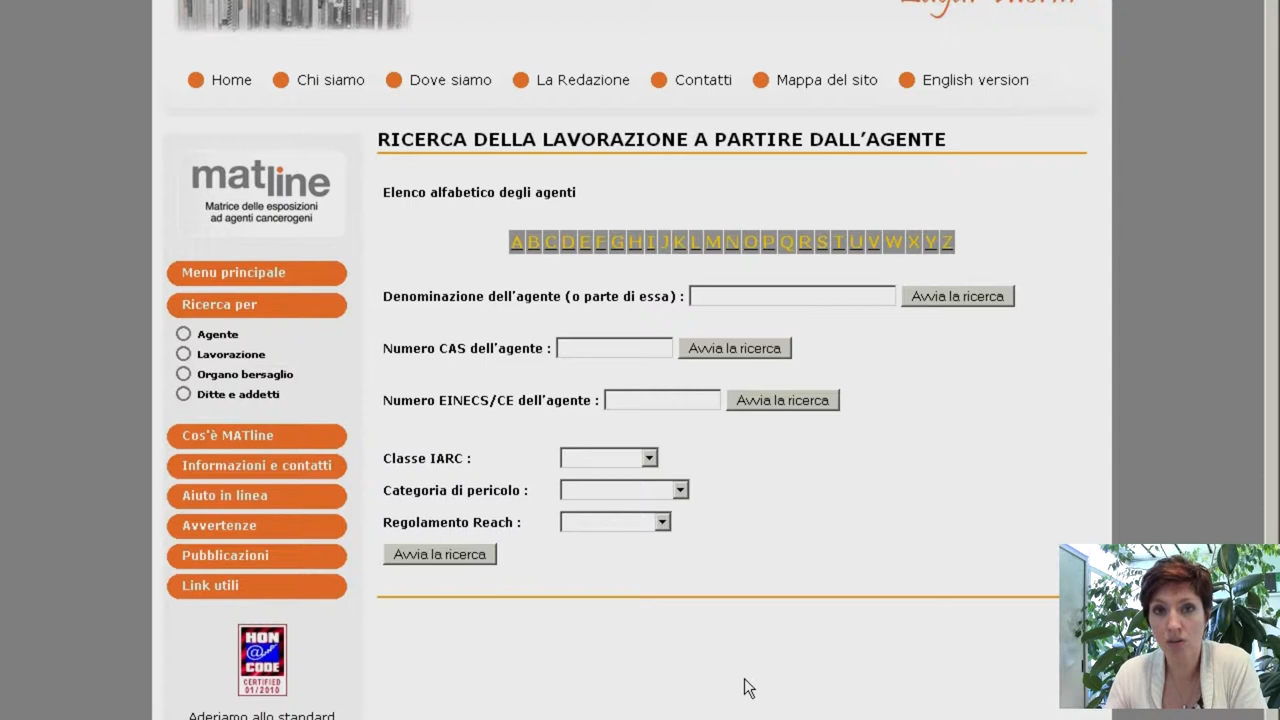 Home
Chi siamo
Dove siamo
La Redazione
Contatti
Mappa del sito
English version
matline
Matrice delle esposizioni
ad agenti cancerogeni
Menu principale
Ricerca per
Agente
Lavorazione
Organo bersaglio
Ditte e addetti
Cos'è MATline
Informazioni e contatti
Aiuto in linea
Avvertenze
Pubblicazioni
Link utili
HON
@
CODE
CERTIFIED
01/2010
Aderiamo allo standard
RICERCA DELLA LAVORAZIONE A PARTIRE DALL'AGENTE
Elenco alfabetico degli agenti
A B C D E F G H I J K L M N O P Q R S T U V W X Y Z
Denominazione dell'agente (o parte di essa) : Avvia la ricerca
Numero CAS dell'agente : Avvia la ricerca
Numero EINECS/CE dell'agente : Avvia la ricerca
Classe IARC :
Categoria di pericolo :
Regolamento Reach :
Avvia la ricerca